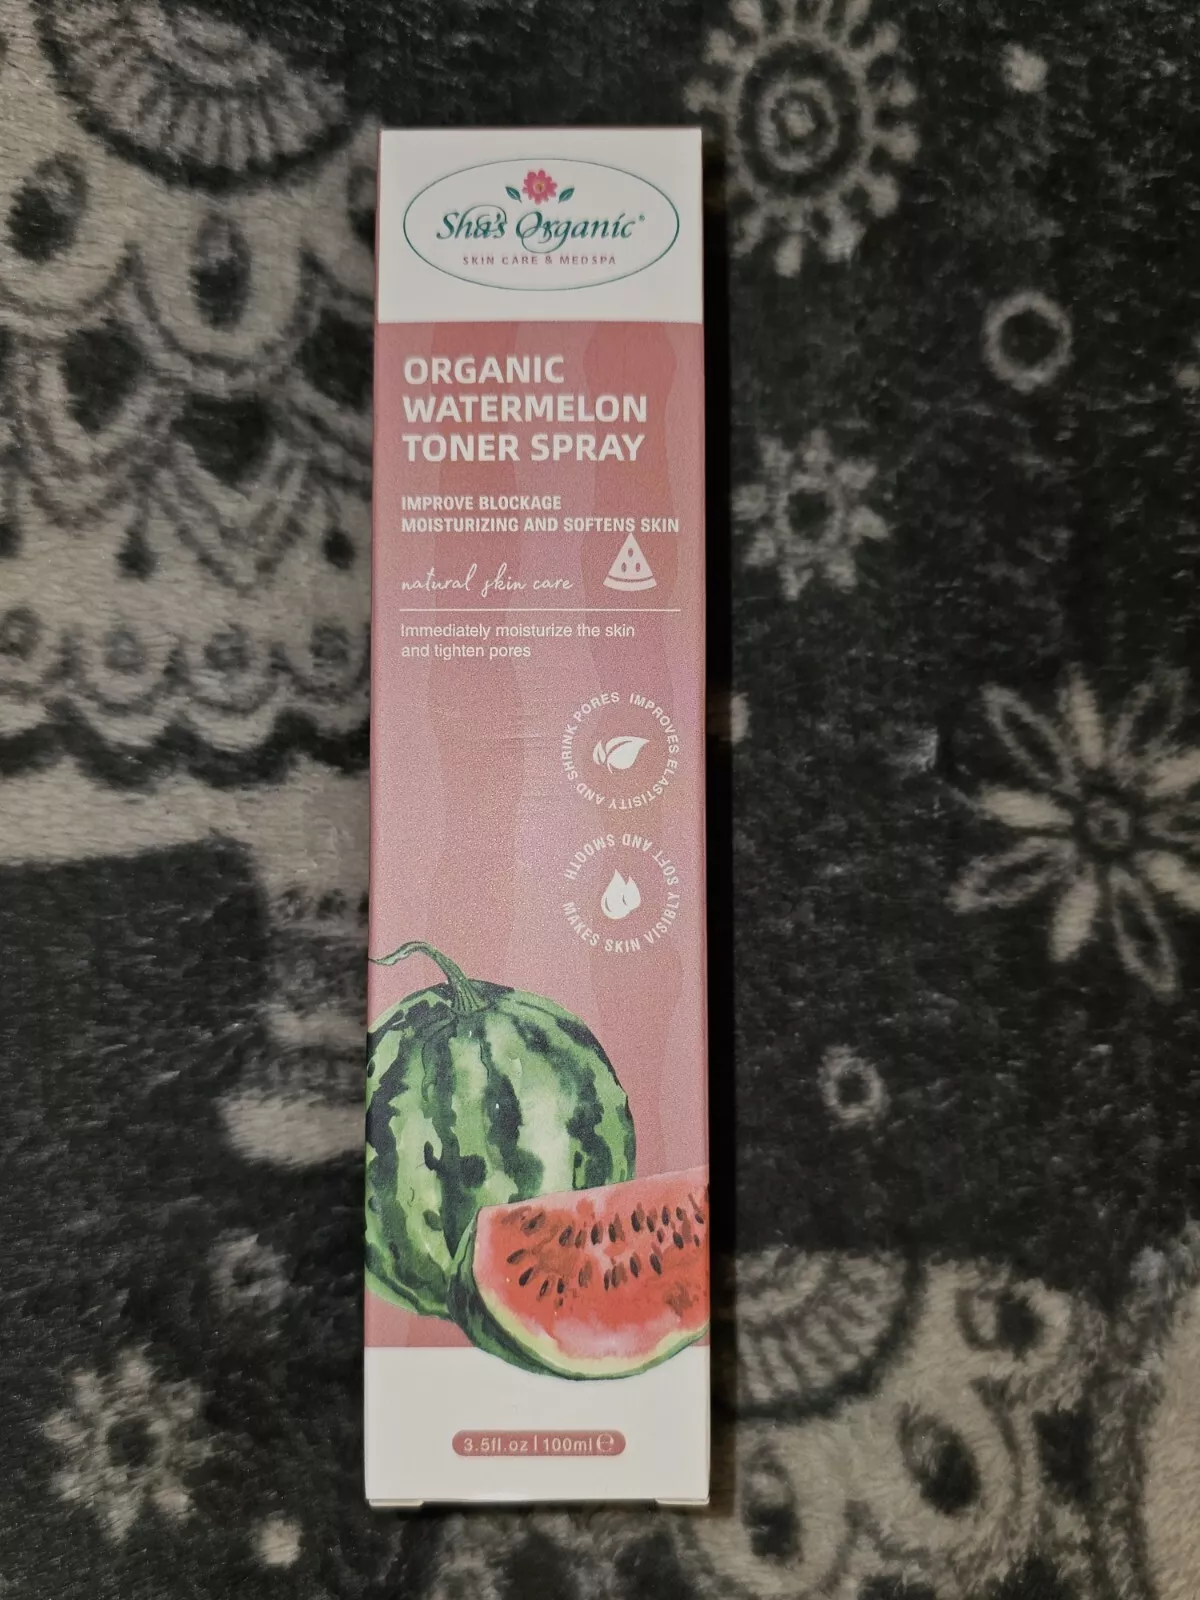 Sha's Organic®
SKIN CARE & MEDSPA
ORGANIC
WATERMELON
TONER SPRAY
IMPROVE BLOCKAGE
MOISTURIZING AND SOFTENS SKIN
natural skin care
Immediately moisturize the skin
and tighten pores
IMPROVES ELASTISITY AND SHRINK PORES
MAKES SKIN VISIBLY SOFT AND SMOOTH
3.5fl.oz | 100ml ℮